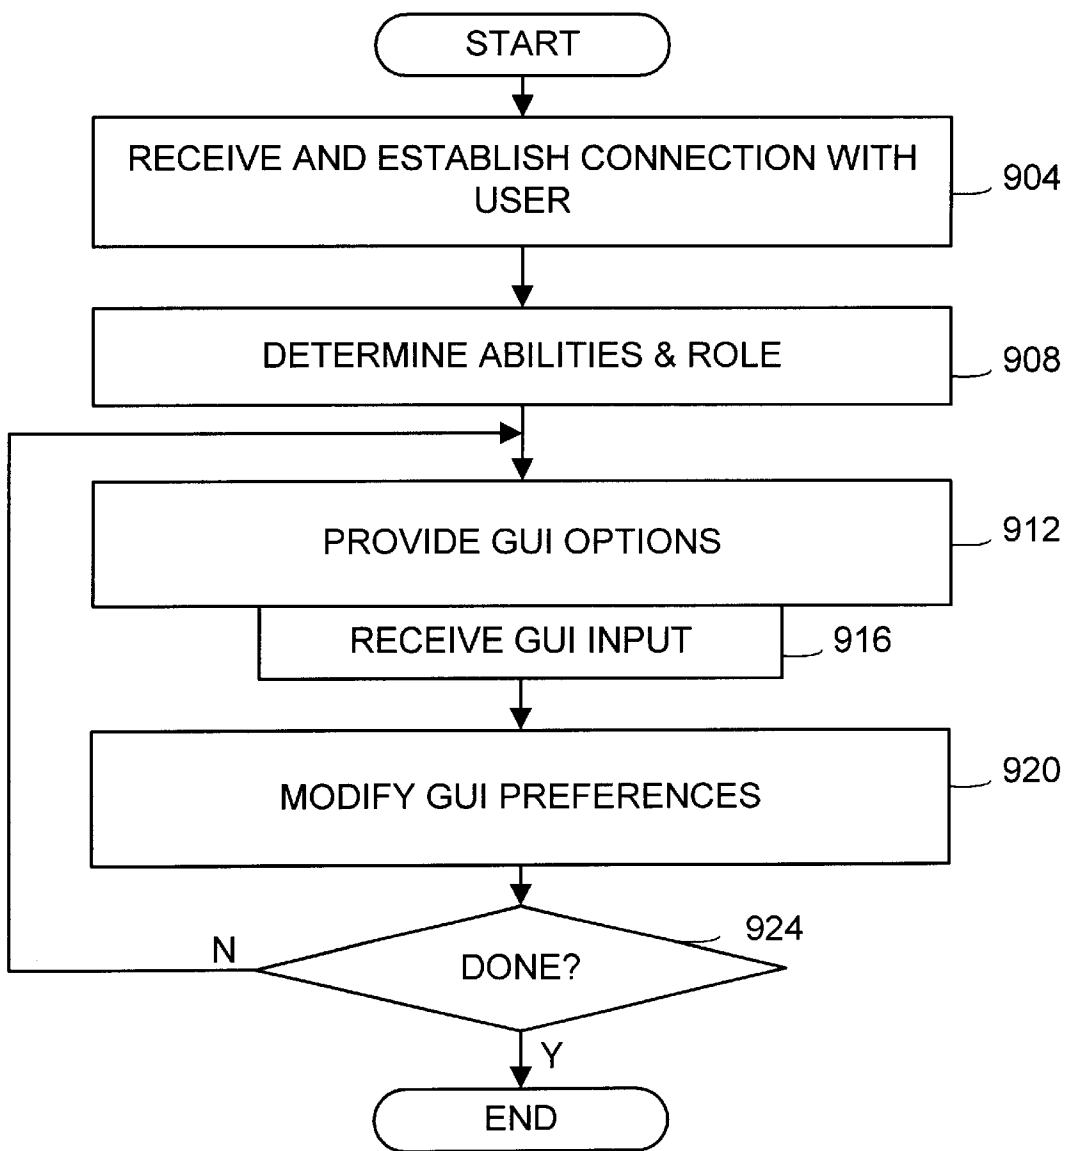 START
RECEIVE AND ESTABLISH CONNECTION WITH
USER
904
DETERMINE ABILITIES & ROLE
908
PROVIDE GUI OPTIONS
912
RECEIVE GUI INPUT
916
MODIFY GUI PREFERENCES
920
924
N
DONE?
Y
END